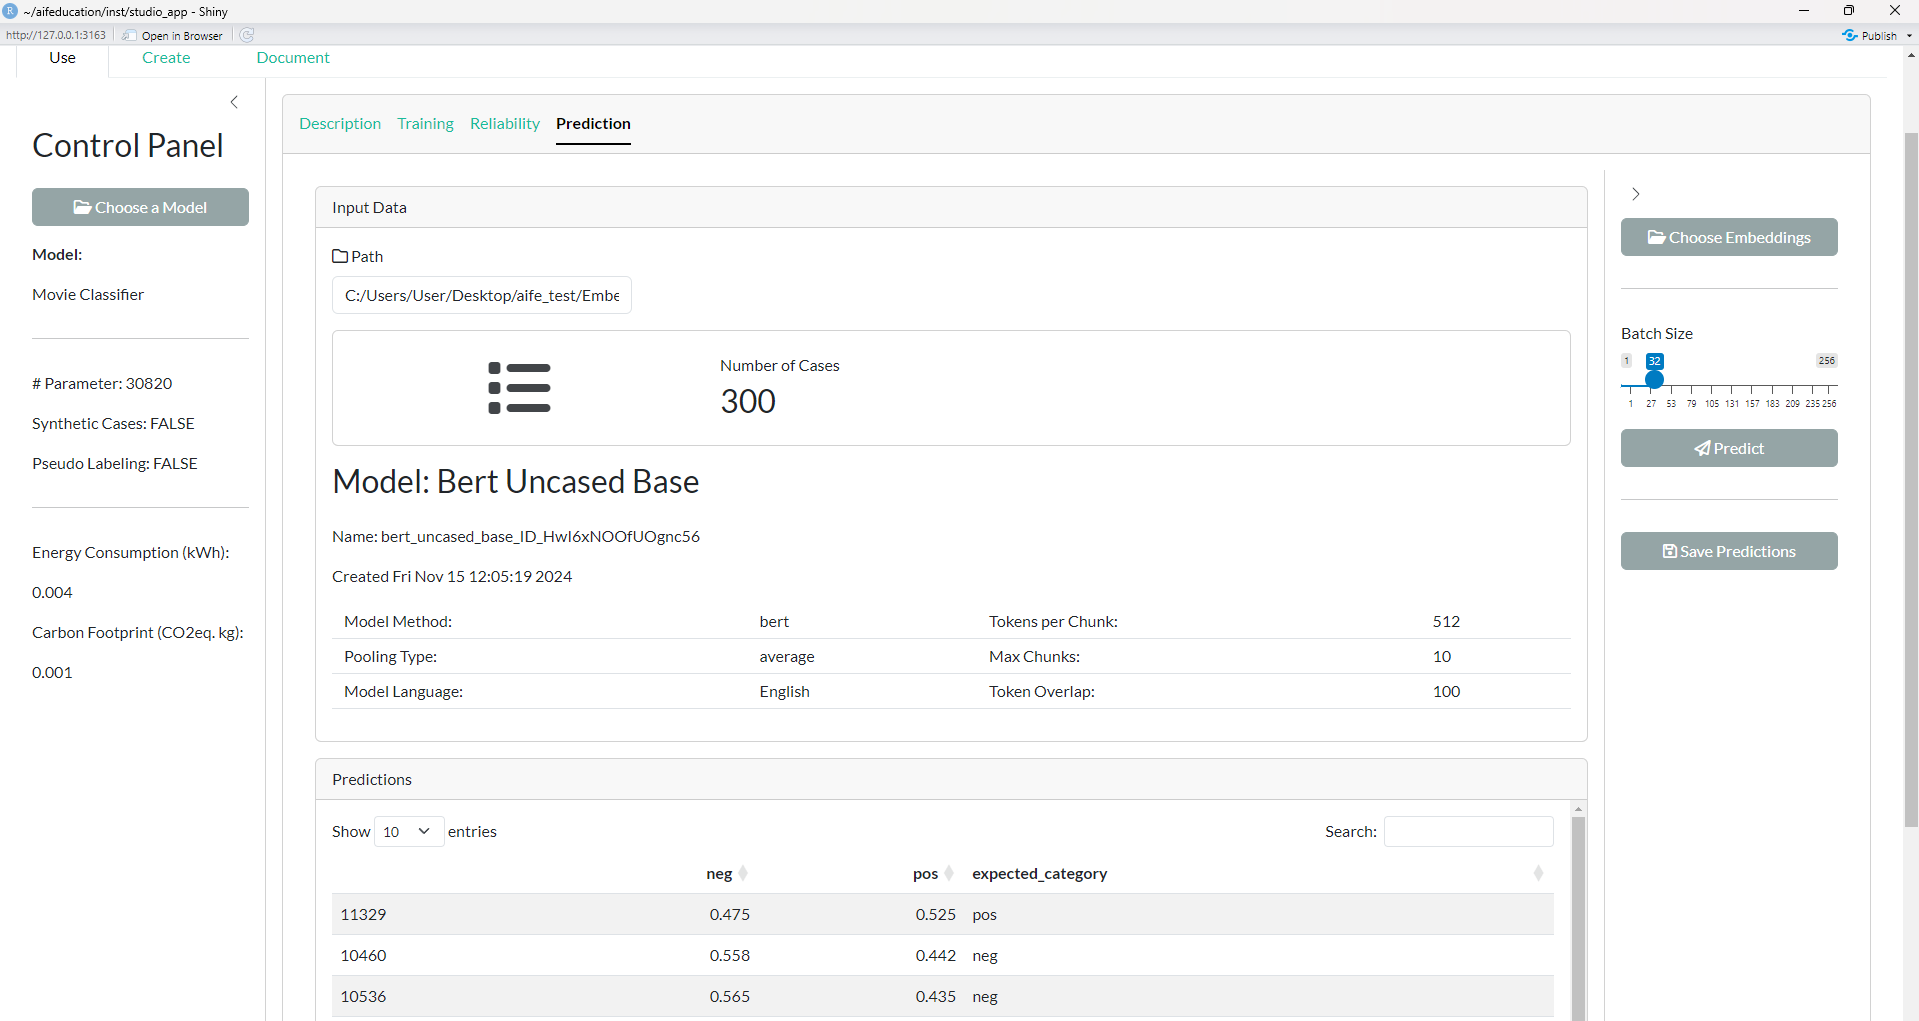 ~/aifeducation/inst/studio_app - Shiny
http://127.0.0.1:3163 Open in Browser Publish
Use Create Document
Control Panel
Choose a Model
Model:
Movie Classifier
# Parameter: 30820
Synthetic Cases: FALSE
Pseudo Labeling: FALSE
Energy Consumption (kWh):
0.004
Carbon Footprint (CO2eq. kg):
0.001
Description Training Reliability Prediction
Input Data
Path
C:/Users/User/Desktop/aife_test/Embe
Number of Cases
300
Model: Bert Uncased Base
Name: bert_uncased_base_ID_HwI6xNOOfUOgnc56
Created Fri Nov 15 12:05:19 2024
Model Method: bert Tokens per Chunk: 512
Pooling Type: average Max Chunks: 10
Model Language: English Token Overlap: 100
Predictions
Show 10 entries Search:
neg pos expected_category
11329 0.475 0.525 pos
10460 0.558 0.442 neg
10536 0.565 0.435 neg
Choose Embeddings
Batch Size
1 32 256
1 27 53 79 105 131 157 183 209 235 256
Predict
Save Predictions